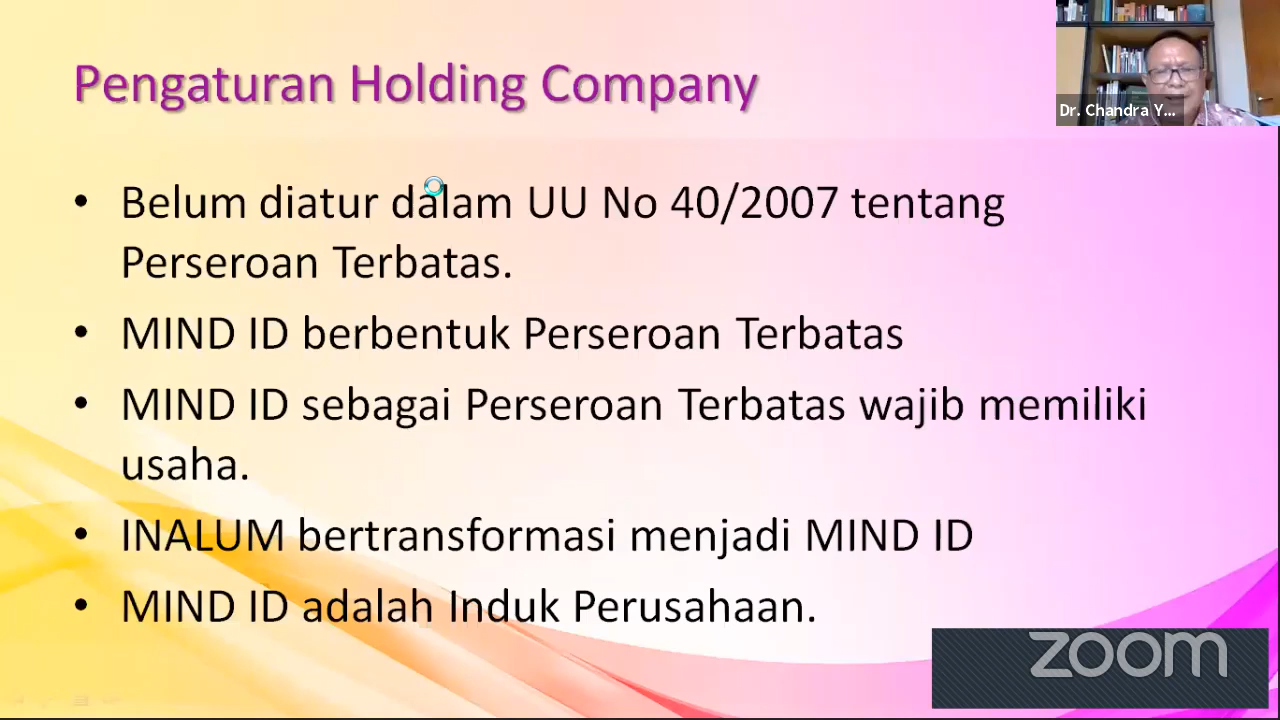 Pengaturan Holding Company
Dr. Chandra Y...
• Belum diatur dalam UU No 40/2007 tentang
Perseroan Terbatas.
• MIND ID berbentuk Perseroan Terbatas
• MIND ID sebagai Perseroan Terbatas wajib memiliki
usaha.
• INALUM bertransformasi menjadi MIND ID
• MIND ID adalah Induk Perusahaan.
zoom